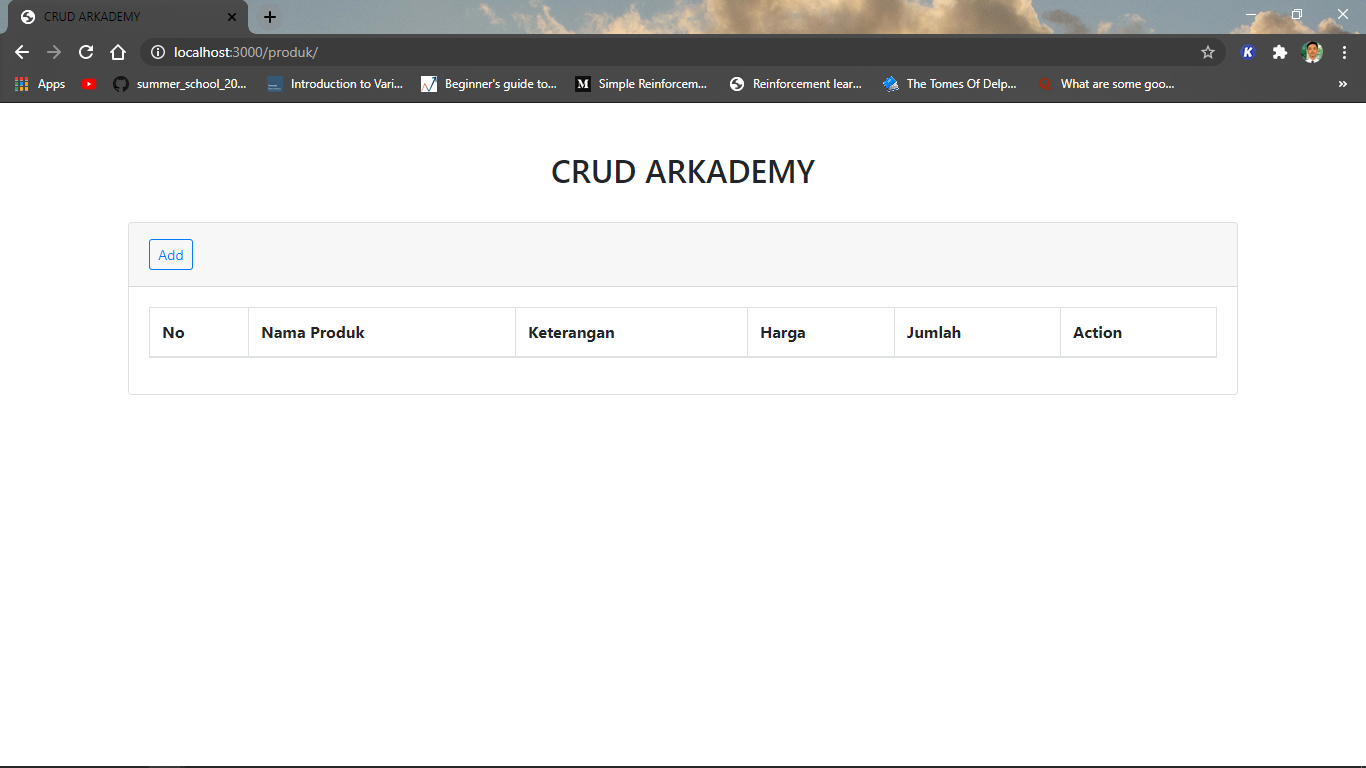 CRUD ARKADEMY
localhost:3000/produk/
Apps summer_school_20... Introduction to Vari... Beginner's guide to... M Simple Reinforcem... Reinforcement lear... The Tomes Of Delp... What are some goo... »
CRUD ARKADEMY
Add
No Nama Produk Keterangan Harga Jumlah Action